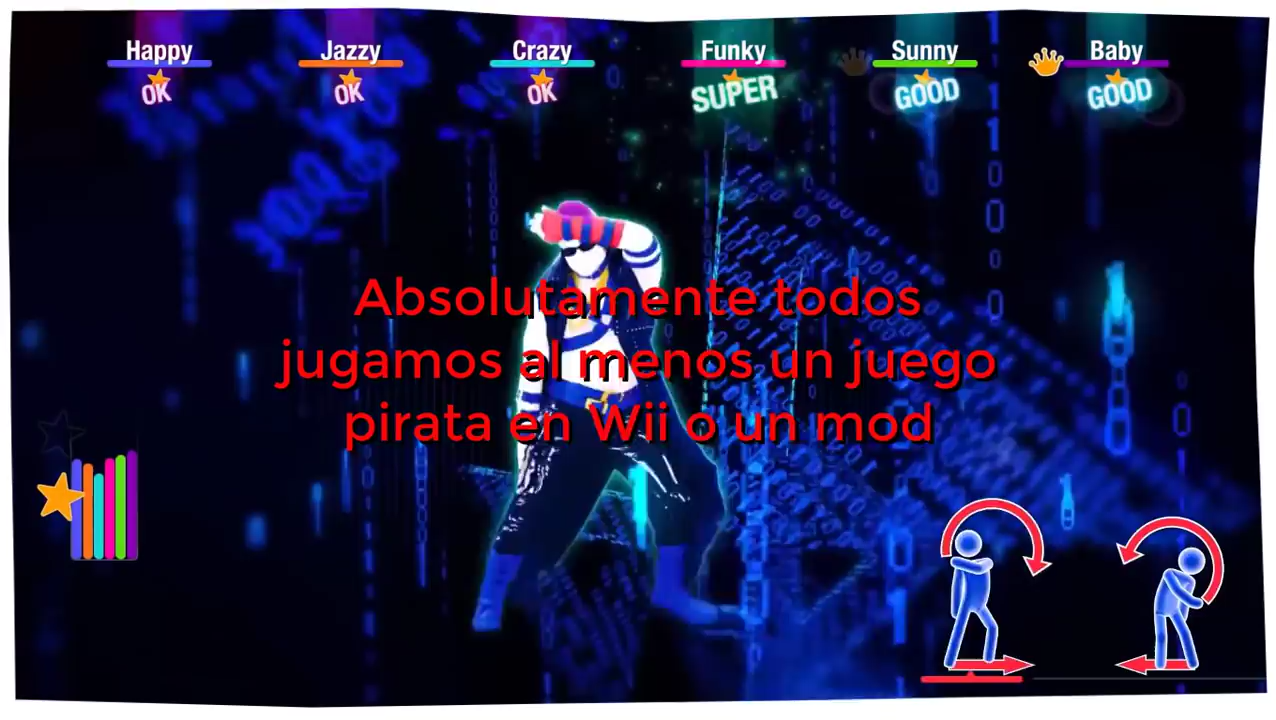 Happy Jazzy Crazy Funky Sunny Baby
OK OK OK SUPER GOOD GOOD
Absolutamente todos
jugamos al menos un juego
pirata en Wii o un mod